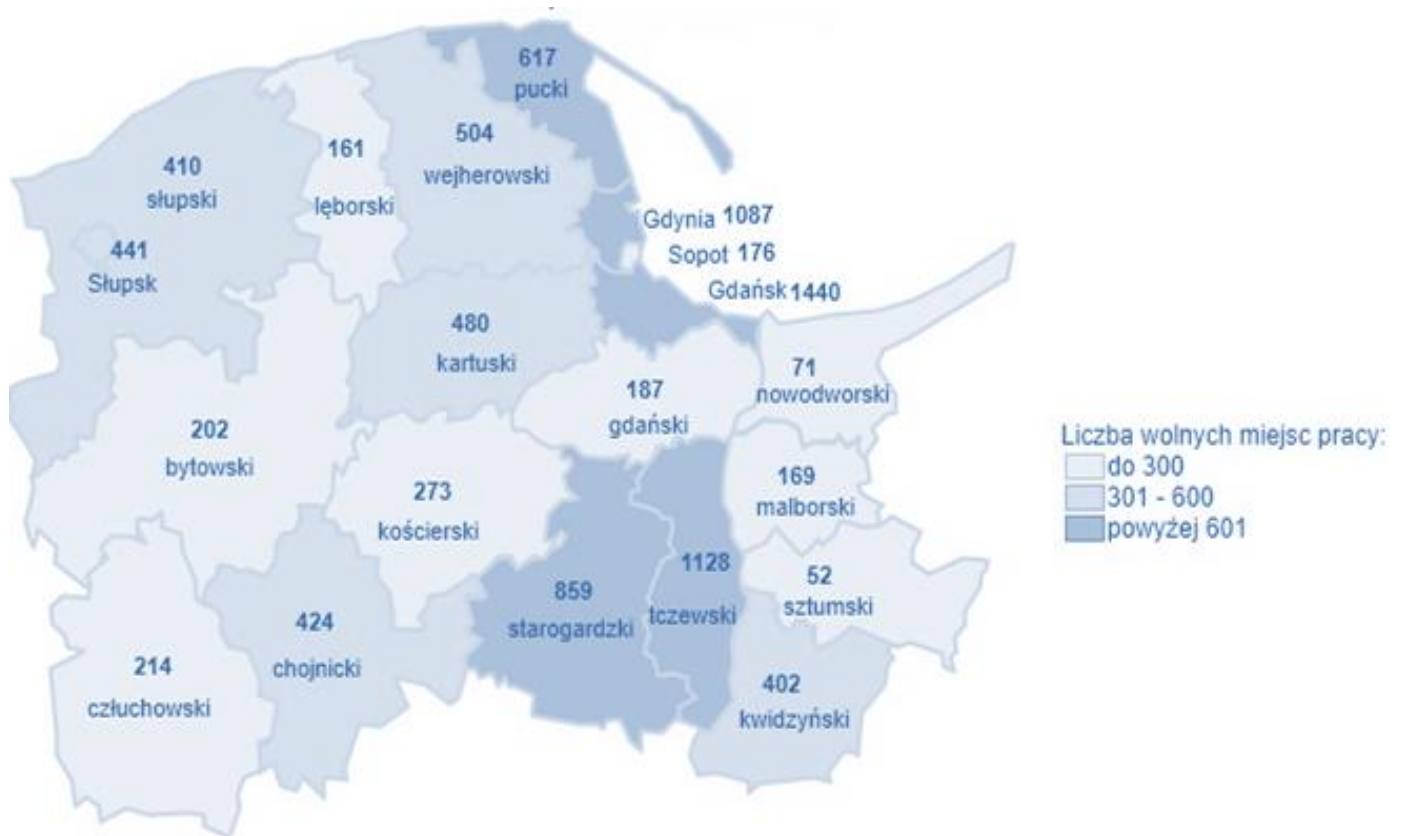 617
pucki
504
wejherowski
161
lęborski
410
słupski
441
Słupsk
Gdynia 1087
Sopot 176
Gdańsk 1440
480
kartuski
71
nowodworski
187
gdański
202
bytowski
273
kościerski
169
malborski
1128
tczewski
859
starogardzki
52
sztumski
424
chojnicki
214
człuchowski
402
kwidzyński
Liczba wolnych miejsc pracy:
do 300
301 - 600
powyżej 601